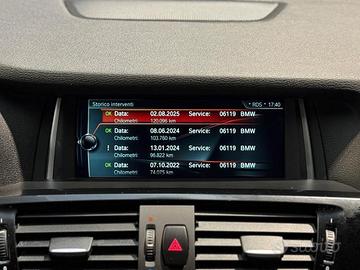 Storico interventi RDS 17:40
OK Data: 02.08.2025 Service: 06119 BMW
Chilometri: 120.096 km
OK Data: 08.06.2024 Service: 06119 BMW
Chilometri: 103.760 km
! Data: 13.01.2024 Service: 06119 BMW
Chilometri: 96.822 km
OK Data: 07.10.2022 Service: 06119 BMW
Chilometri: 74.075 km
subito